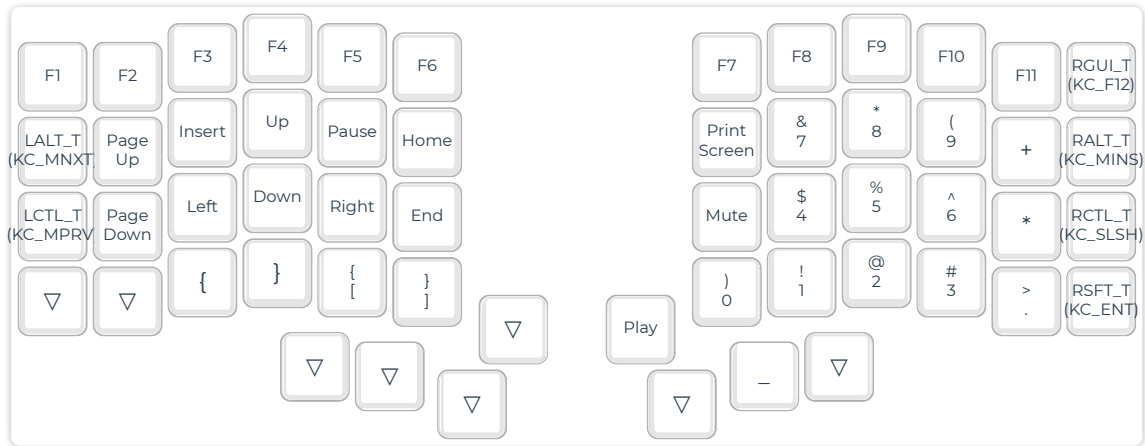 F1
F2
F3
F4
F5
F6
F7
F8
F9
F10
F11
RGUI_T
(KC_F12)
LALT_T
(KC_MNXT)
Page
Up
Insert
Up
Pause
Home
Print
Screen
&
7
*
8
(
9
+
RALT_T
(KC_MINS)
LCTL_T
(KC_MPRV
Page
Down
Left
Down
Right
End
Mute
$
4
%
5
^
6
*
RCTL_T
(KC_SLSH)
▽
▽
{
}
{
[
}
]
)
0
!
1
@
2
#
3
>
.
RSFT_T
(KC_ENT)
▽
Play
▽
▽
▽
▽
_
▽